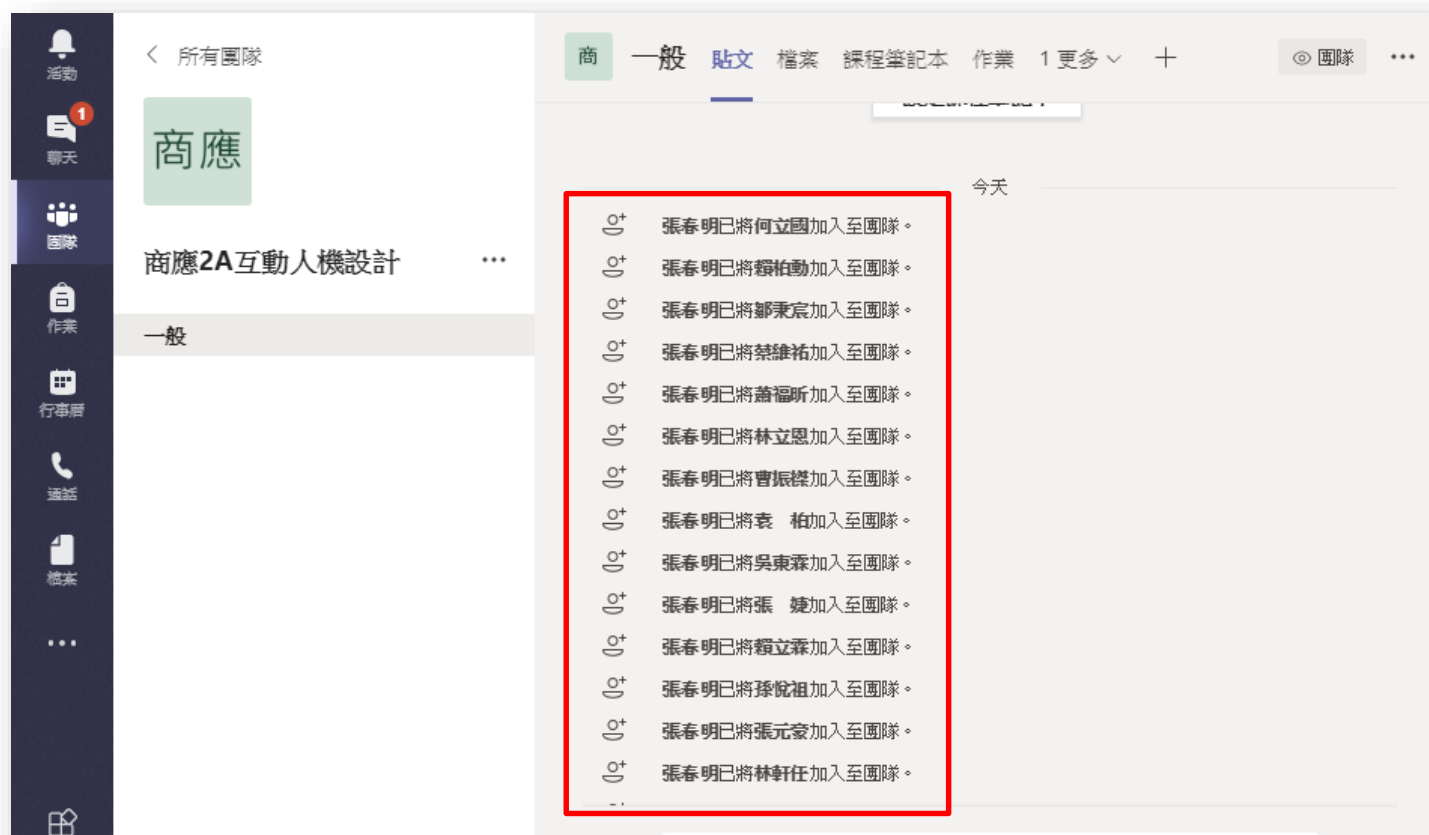 活動
1
聊天
團隊
作業
行事曆
通話
檔案
所有團隊
商應
商應2A互動人機設計
一般
商 一般 貼文 檔案 課程筆記本 作業 1 更多 團隊
今天
張春明已將何立國加入至團隊。
張春明已將賴柏勳加入至團隊。
張春明已將鄒秉宸加入至團隊。
張春明已將蔡維祐加入至團隊。
張春明已將蕭福昕加入至團隊。
張春明已將林立恩加入至團隊。
張春明已將曹振櫸加入至團隊。
張春明已將袁 柏加入至團隊。
張春明已將吳東霖加入至團隊。
張春明已將張 婕加入至團隊。
張春明已將賴立霖加入至團隊。
張春明已將孫悅祖加入至團隊。
張春明已將張元豪加入至團隊。
張春明已將林軒任加入至團隊。